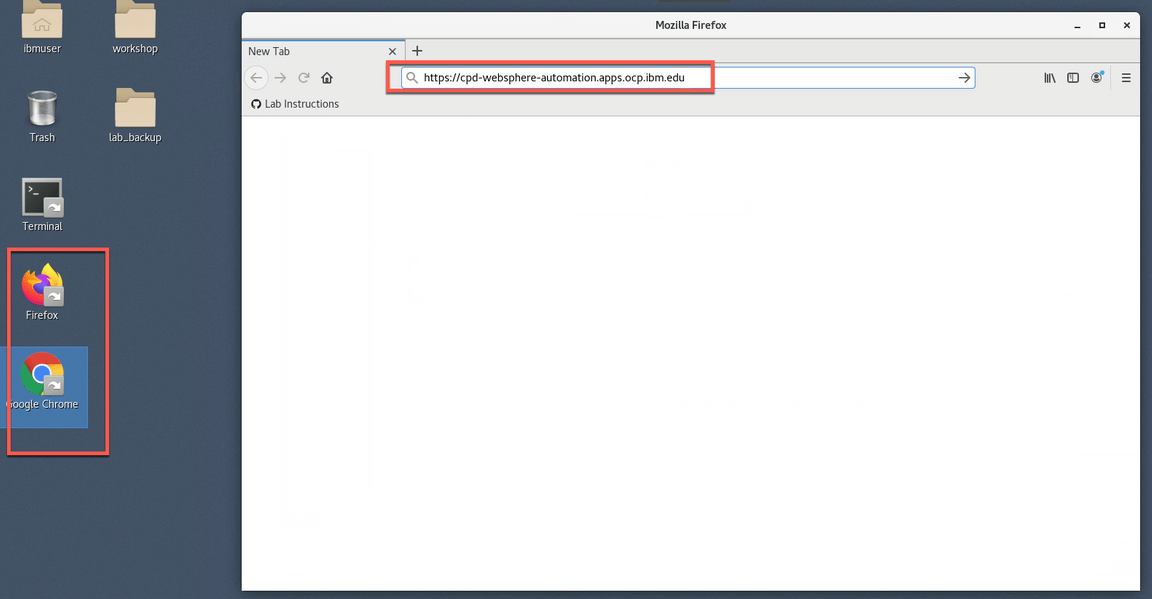 ibmuser
workshop
Trash
lab_backup
>_
Terminal
Firefox
Google Chrome
Mozilla Firefox
New Tab
https://cpd-websphere-automation.apps.ocp.ibm.edu
Lab Instructions